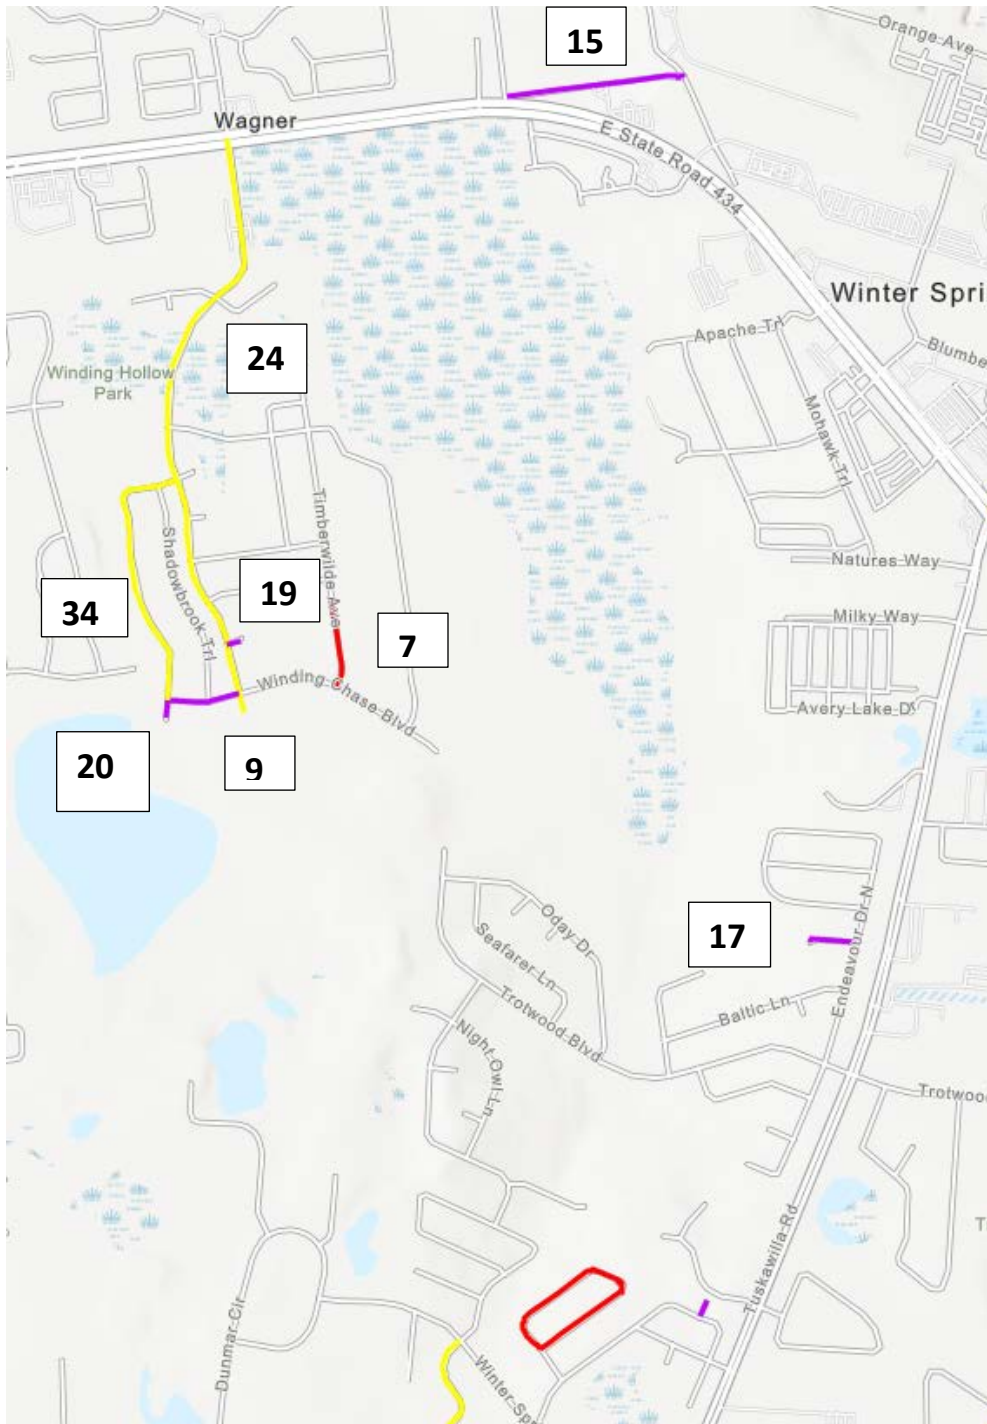 15
Orange Ave
Wagner
E State Road 434
Winter Spri
Apache Trl
Blumbe
24
Winding Hollow
Park
Mohawk Trl
Timberwilde Ave
Shadowbrook Trl
Natures Way
19
34
Milky Way
7
Winding Chase Blvd
Avery Lake D
20
9
Endeavour Dr N
Oday Dr
17
Seafarer Ln
Trotwood Blvd
Baltic Ln
Night Owl Ln
Trotwood
Tuskawilla Rd
T
Dunmar Cir
Winter Spr